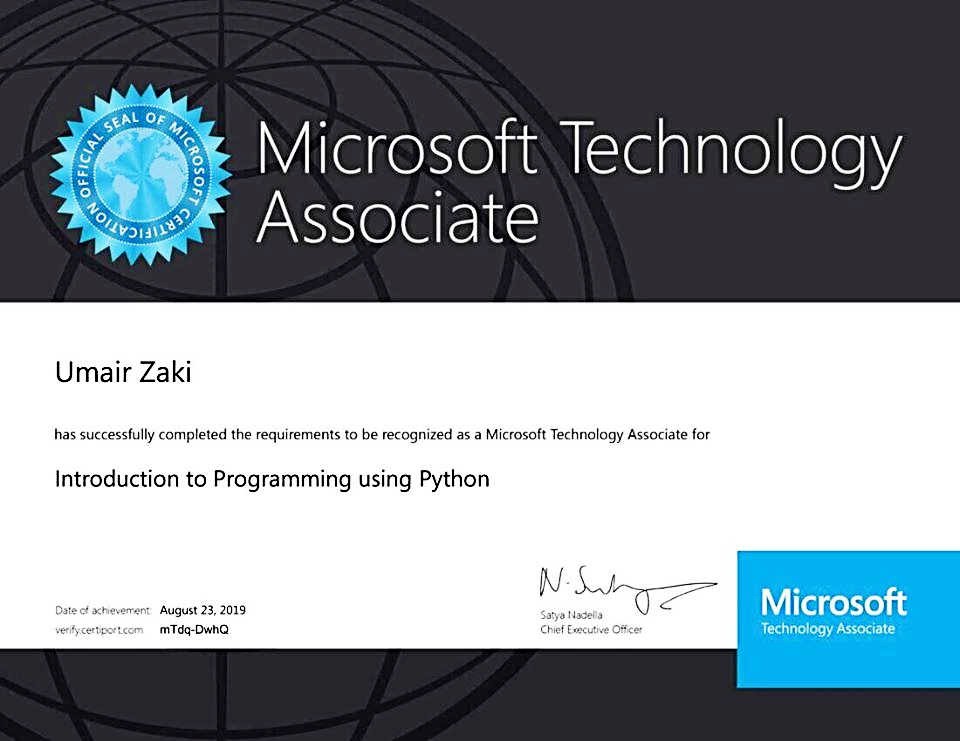 OFFICIAL SEAL OF MICROSOFT CERTIFICATION
Microsoft Technology
Associate
Umair Zaki
has successfully completed the requirements to be recognized as a Microsoft Technology Associate for
Introduction to Programming using Python
Date of achievement: August 23, 2019
verify.certiport.com mTdq-DwhQ
Satya Nadella
Chief Executive Officer
Microsoft
Technology Associate